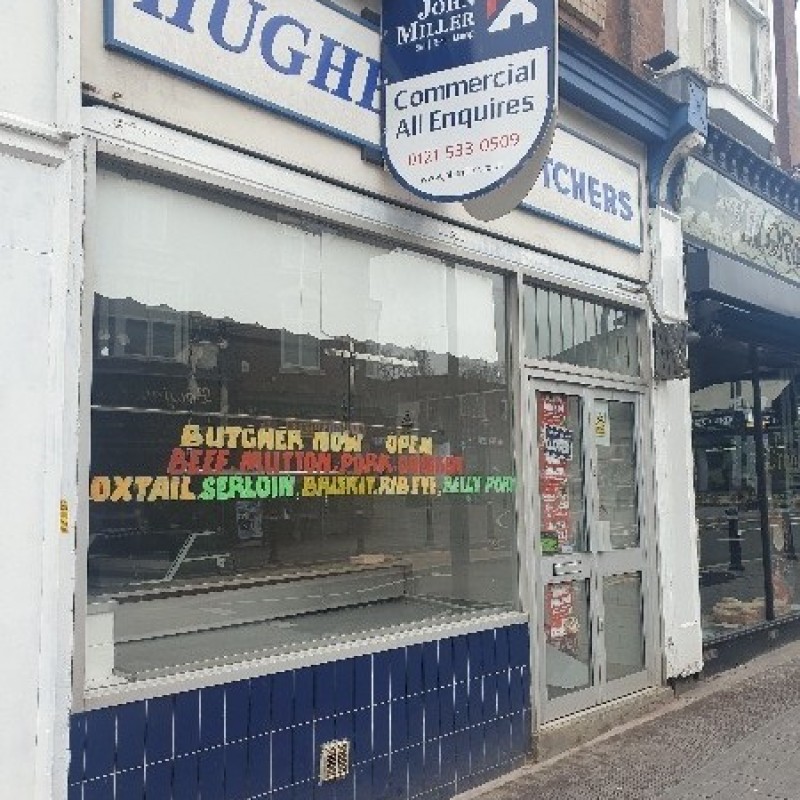 HUGHE
JOHN
MILLER
Commercial
All Enquires
0121 533 0509
TCHERS
BUTCHER NOW OPEN
BEEF. MUTTON. PORK.
OXTAIL SERLOIN, BRISKIT. RIB EYE, BELLY PORK